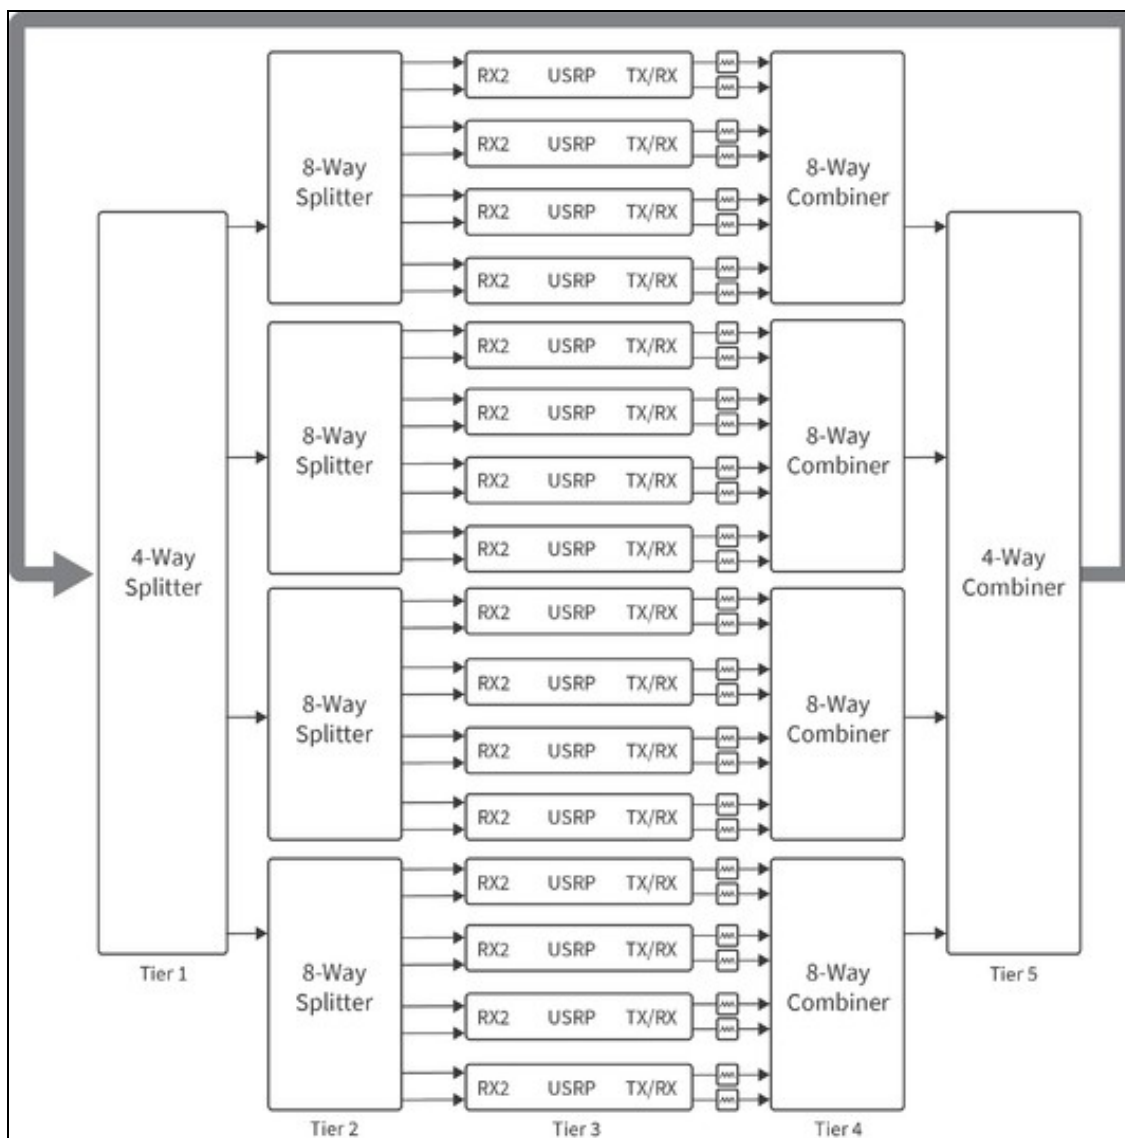 RX2 USRP TX/RX
RX2 USRP TX/RX
8-Way
Splitter
8-Way
Combiner
RX2 USRP TX/RX
RX2 USRP TX/RX
RX2 USRP TX/RX
RX2 USRP TX/RX
8-Way
Splitter
8-Way
Combiner
RX2 USRP TX/RX
RX2 USRP TX/RX
4-Way
Splitter
4-Way
Combiner
RX2 USRP TX/RX
RX2 USRP TX/RX
8-Way
Splitter
8-Way
Combiner
RX2 USRP TX/RX
RX2 USRP TX/RX
RX2 USRP TX/RX
RX2 USRP TX/RX
8-Way
Splitter
8-Way
Combiner
RX2 USRP TX/RX
RX2 USRP TX/RX
Tier 1
Tier 5
Tier 2
Tier 3
Tier 4